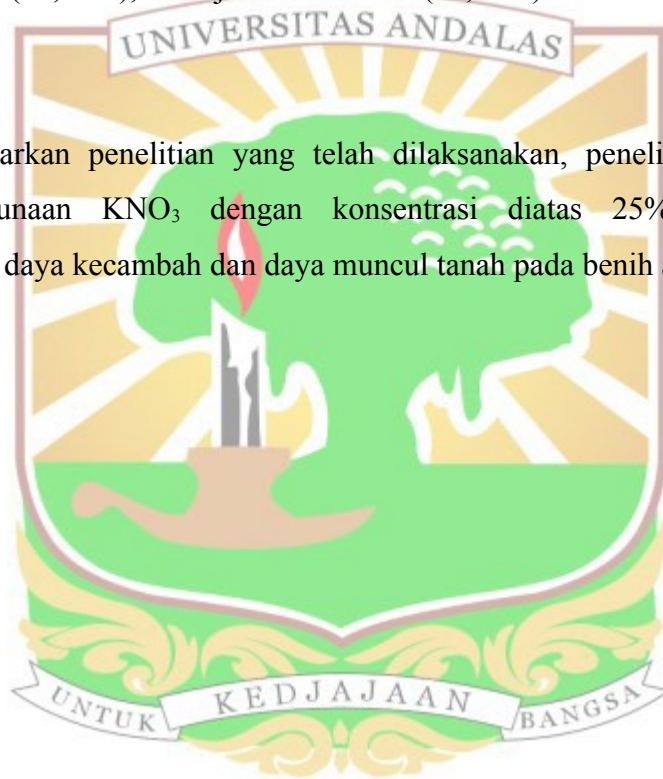 UNIVERSITAS ANDALAS
arkan penelitian yang telah dilaksanakan, peneli
unaan KNO₃ dengan konsentrasi diatas 25%
daya kecambah dan daya muncul tanah pada benih
UNTUK KEDJAJAAN BANGSA